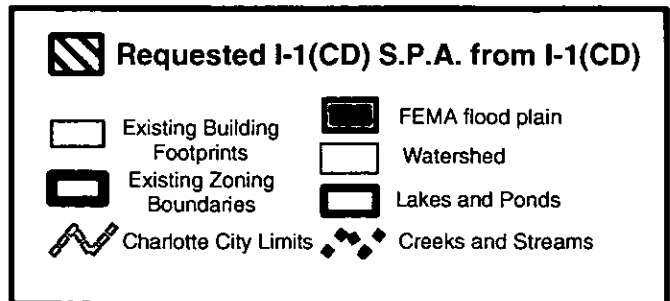 Requested I-1(CD) S.P.A. from I-1(CD)
Existing Building
Footprints
Existing Zoning
Boundaries
Charlotte City Limits
FEMA flood plain
Watershed
Lakes and Ponds
Creeks and Streams